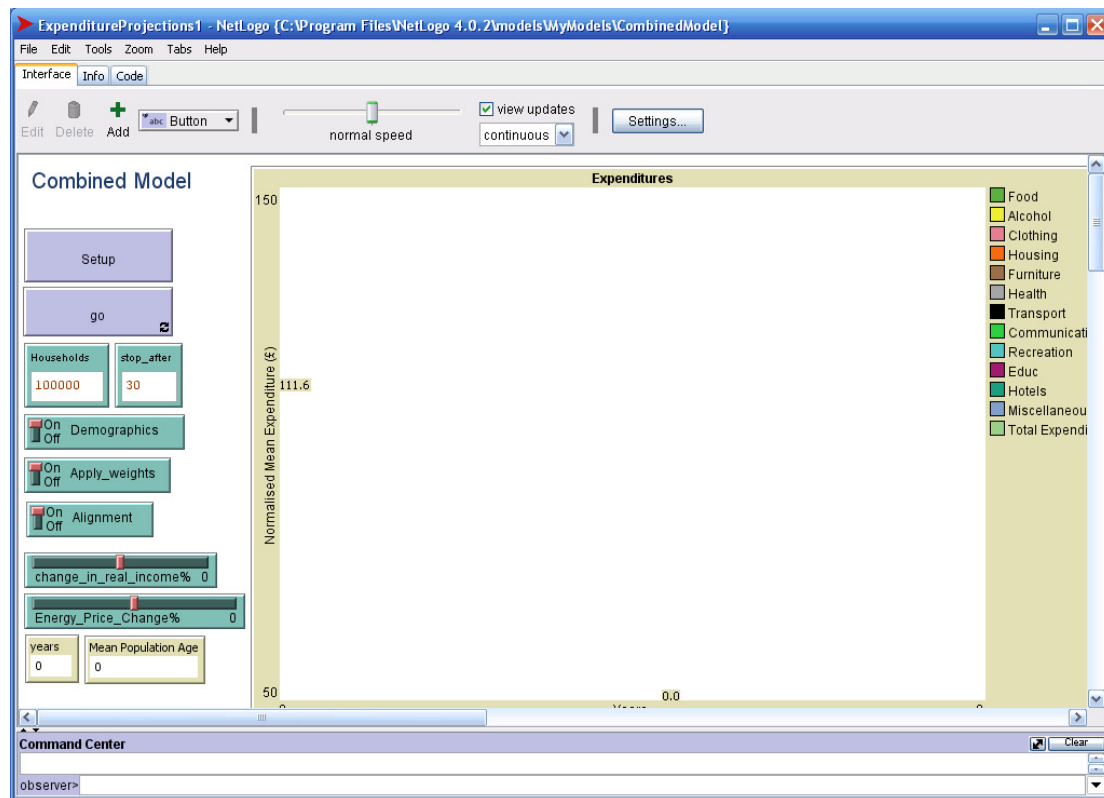 ExpenditureProjections1 - NetLogo {C:\Program Files\NetLogo 4.0.2\models\MyModels\CombinedModel}
File Edit Tools Zoom Tabs Help
Interface Info Code
Edit Delete Add abc Button normal speed view updates continuous Settings...
Combined Model
Setup
go
Households stop_after
100000 30
On Off Demographics
On Off Apply_weights
On Off Alignment
change_in_real_income% 0
Energy_Price_Change% 0
years Mean Population Age
0 0
Expenditures
150
Normalised Mean Expenditure (£)
111.6
50
0.0
Food
Alcohol
Clothing
Housing
Furniture
Health
Transport
Communicati
Recreation
Educ
Hotels
Miscellaneou
Total Expendi
Command Center Clear
observer>